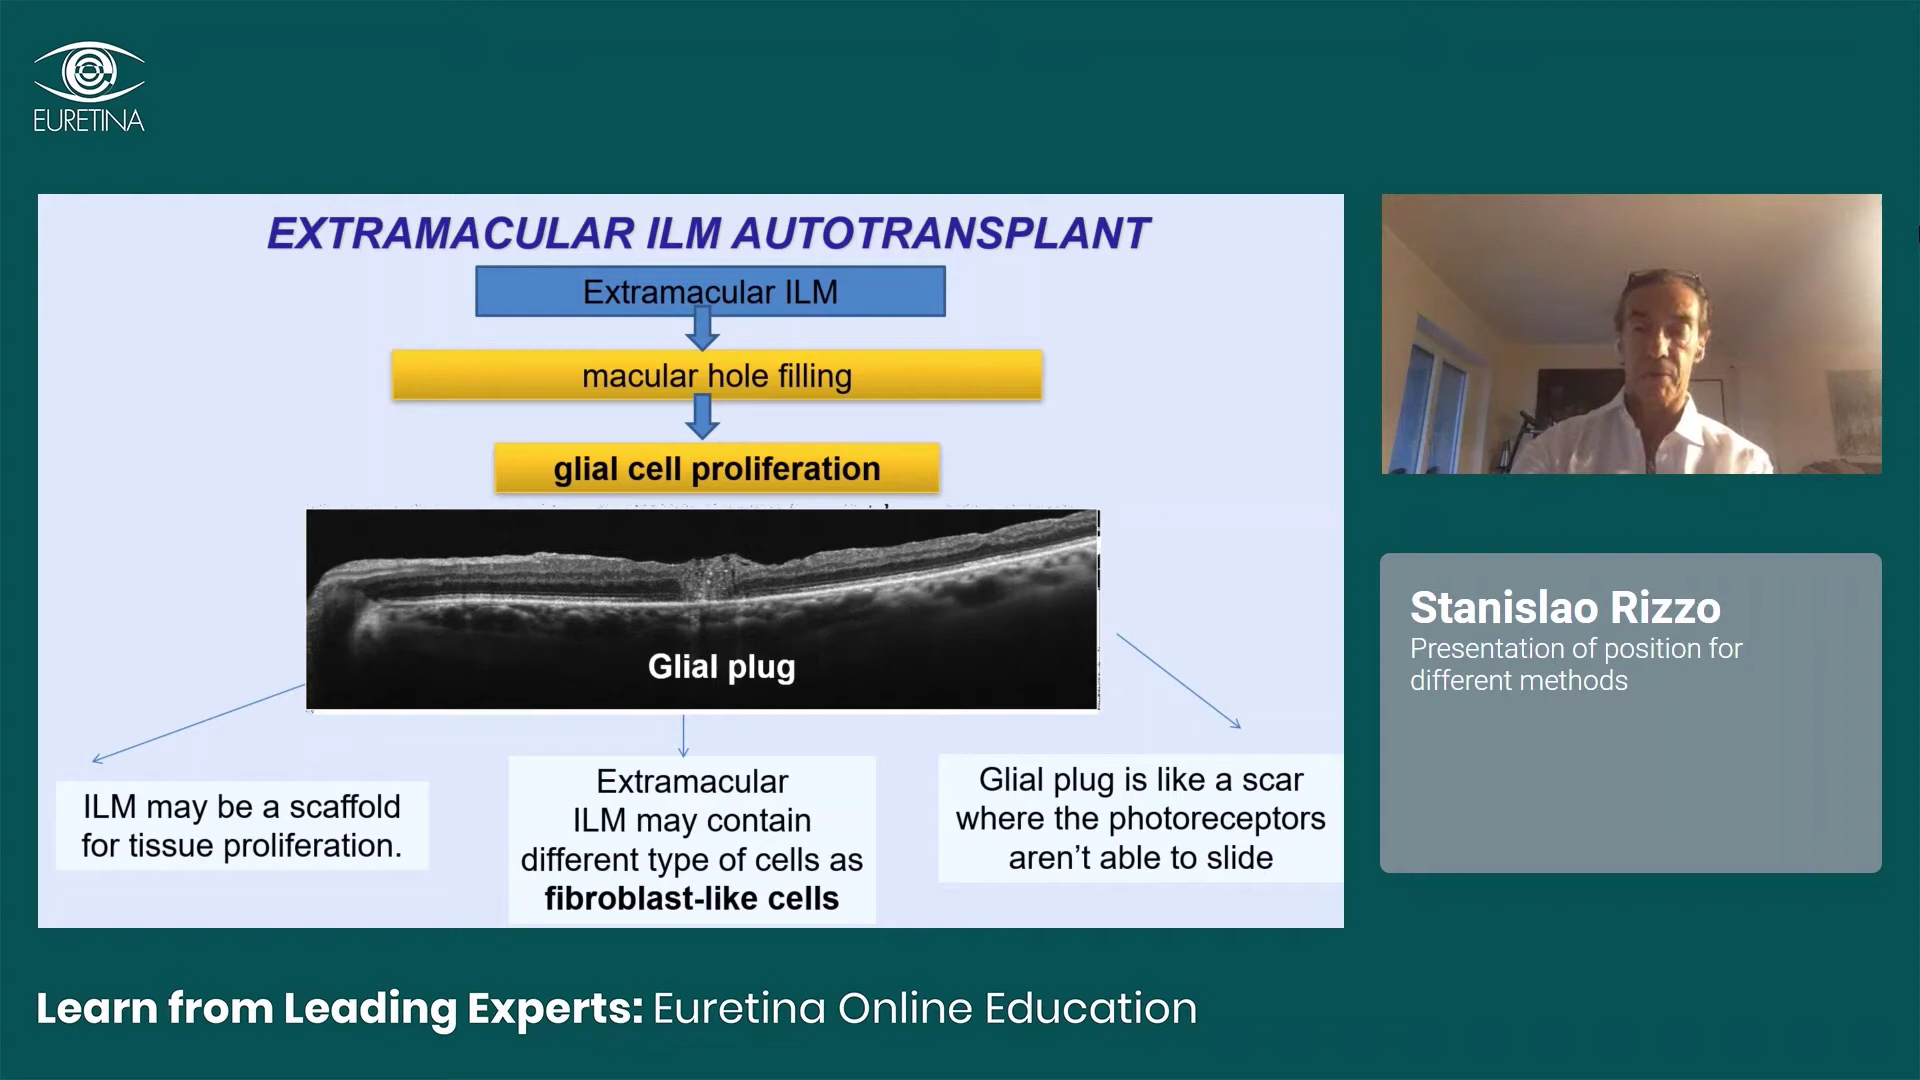 EURETINA
EXTRAMACULAR ILM AUTOTRANSPLANT
Extramacular ILM
macular hole filling
glial cell proliferation
Glial plug
ILM may be a scaffold
for tissue proliferation.
Extramacular
ILM may contain
different type of cells as
fibroblast-like cells
Glial plug is like a scar
where the photoreceptors
aren’t able to slide
Stanislao Rizzo
Presentation of position for
different methods
Learn from Leading Experts: Euretina Online Education